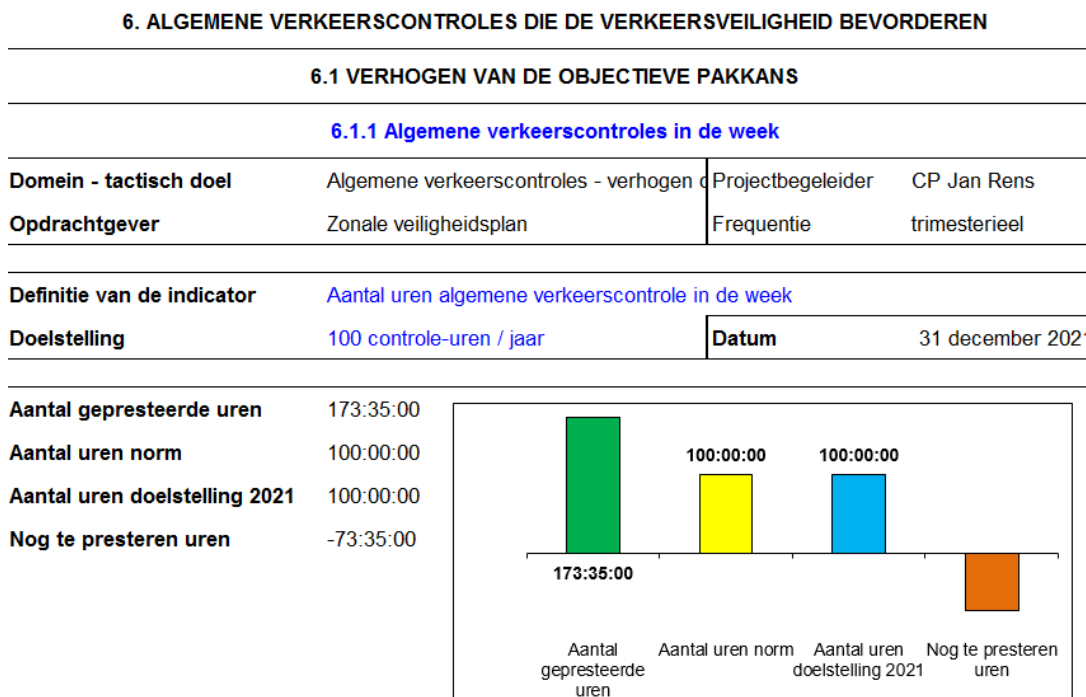 6. ALGEMENE VERKEERSCONTROLES DIE DE VERKEERSVEILIGHEID BEVORDEREN
6.1 VERHOGEN VAN DE OBJECTIEVE PAKKANS
6.1.1 Algemene verkeerscontroles in de week
Domein - tactisch doel Algemene verkeerscontroles - verhogen Projectbegeleider CP Jan Rens
Opdrachtgever Zonale veiligheidsplan Frequentie trimesterieel
Definitie van de indicator Aantal uren algemene verkeerscontrole in de week
Doelstelling 100 controle-uren / jaar Datum 31 december 2021
Aantal gepresteerde uren 173:35:00
Aantal uren norm 100:00:00
Aantal uren doelstelling 2021 100:00:00
Nog te presteren uren -73:35:00
100:00:00 100:00:00
173:35:00
Aantal gepresteerde uren
Aantal uren norm
Aantal uren doelstelling 2021
Nog te presteren uren